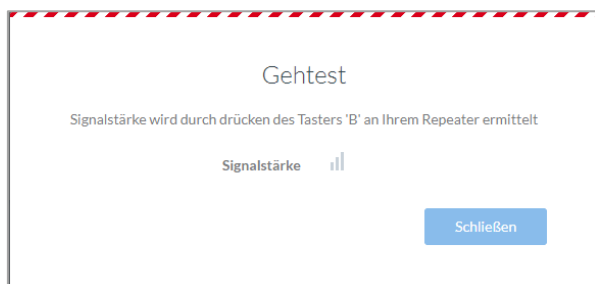 Gehtest
Signalstärke wird durch drücken des Tasters 'B' an Ihrem Repeater ermittelt
Signalstärke
Schließen